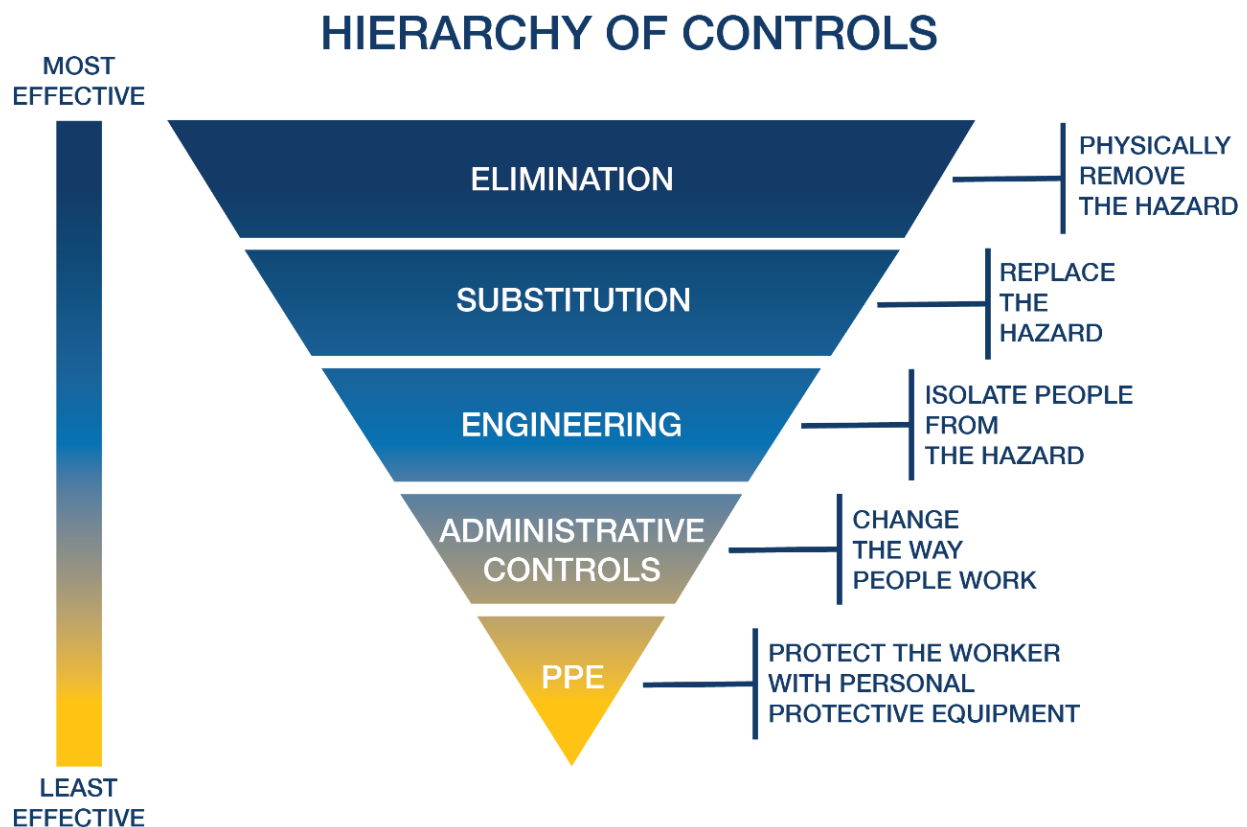 HIERARCHY OF CONTROLS
MOST
EFFECTIVE
ELIMINATION
PHYSICALLY
REMOVE
THE HAZARD
SUBSTITUTION
REPLACE
THE
HAZARD
ENGINEERING
ISOLATE PEOPLE
FROM
THE HAZARD
ADMINISTRATIVE
CONTROLS
CHANGE
THE WAY
PEOPLE WORK
PPE
PROTECT THE WORKER
WITH PERSONAL
PROTECTIVE EQUIPMENT
LEAST
EFFECTIVE